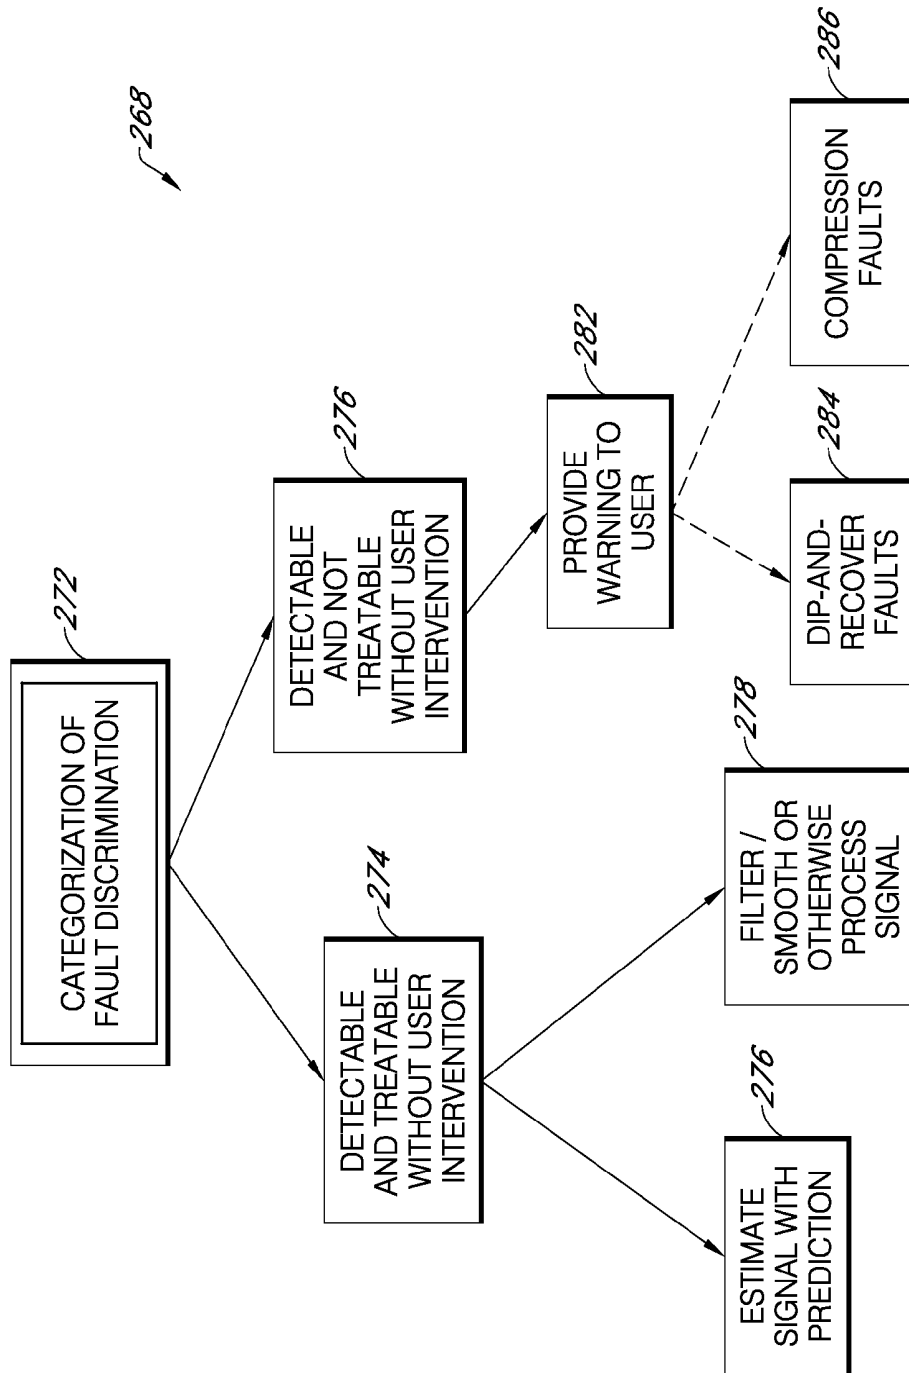 268
272
CATEGORIZATION OF
FAULT DISCRIMINATION
274
DETECTABLE
AND TREATABLE
WITHOUT USER
INTERVENTION
276
DETECTABLE
AND NOT
TREATABLE
WITHOUT USER
INTERVENTION
276
ESTIMATE
SIGNAL WITH
PREDICTION
278
FILTER /
SMOOTH OR
OTHERWISE
PROCESS
SIGNAL
282
PROVIDE
WARNING TO
USER
284
DIP-AND-
RECOVER
FAULTS
286
COMPRESSION
FAULTS